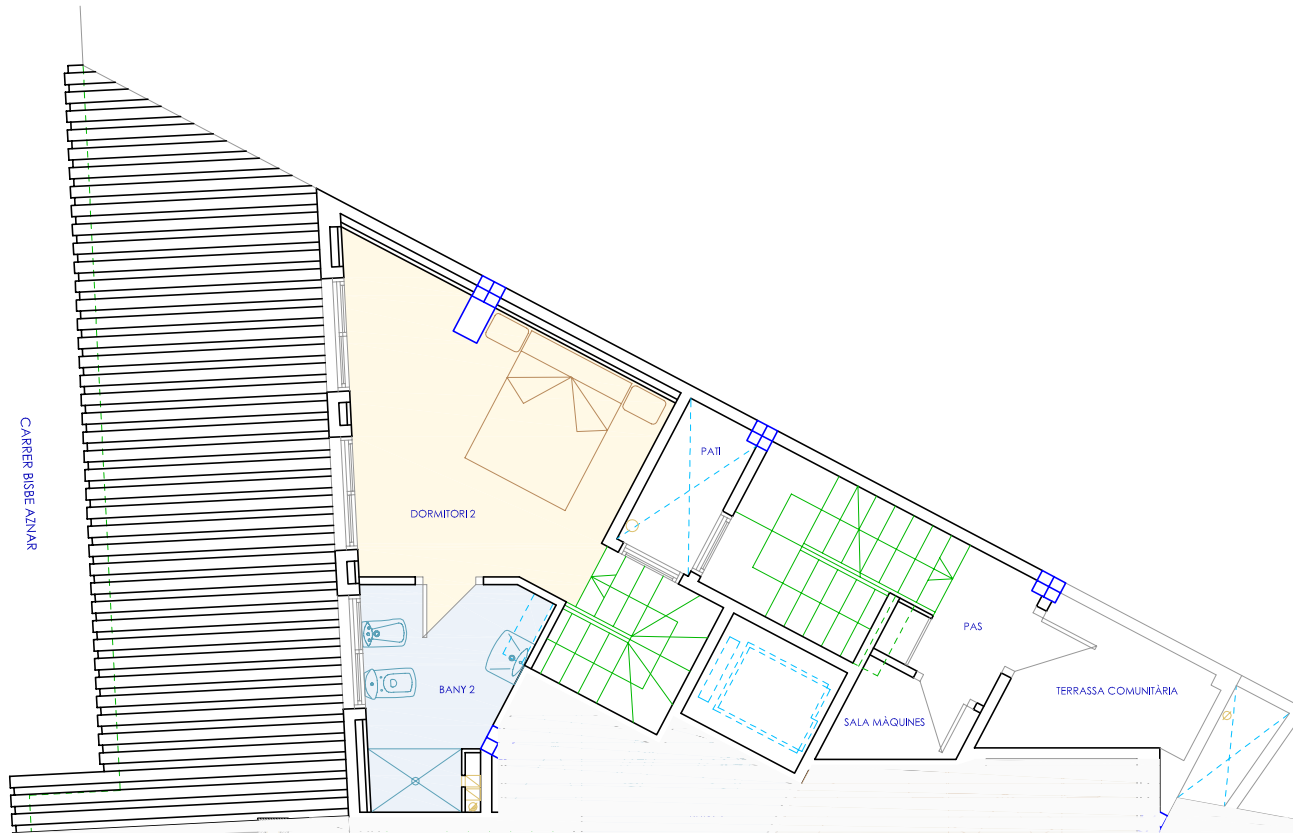 CARRER BISBE AZNAR
PATI
DORMITORI 2
PAS
BANY 2
TERRASSA COMUNITÀRIA
SALA MÀQUINES